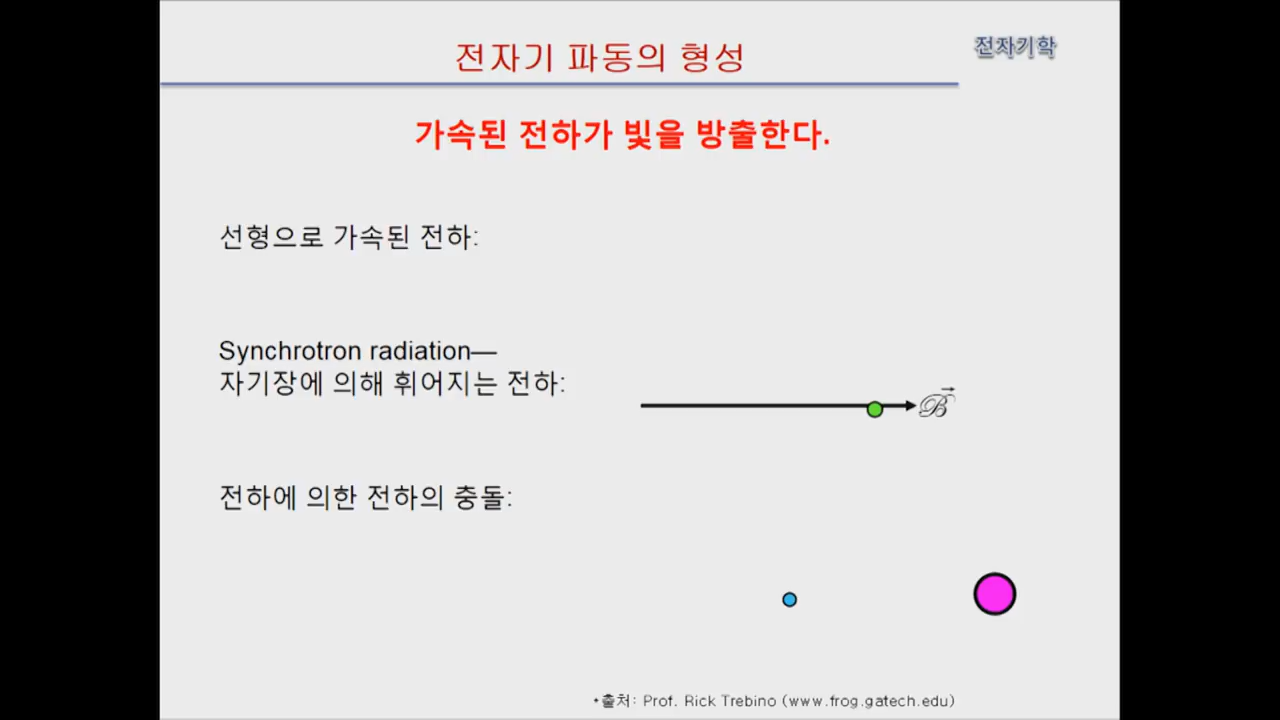 전자기 파동의 형성
전자기학
가속된 전하가 빛을 방출한다.
선형으로 가속된 전하:
Synchrotron radiation—
자기장에 의해 휘어지는 전하:
B
전하에 의한 전하의 충돌:
*출처: Prof. Rick Trebino (www.frog.gatech.edu)